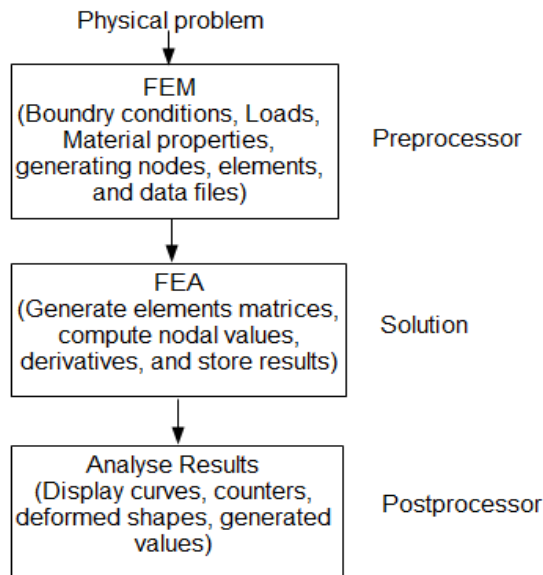 Physical problem
FEM
(Boundry conditions, Loads,
Material properties,
generating nodes, elements,
and data files)
Preprocessor
FEA
(Generate elements matrices,
compute nodal values,
derivatives, and store results)
Solution
Analyse Results
(Display curves, counters,
deformed shapes, generated
values)
Postprocessor